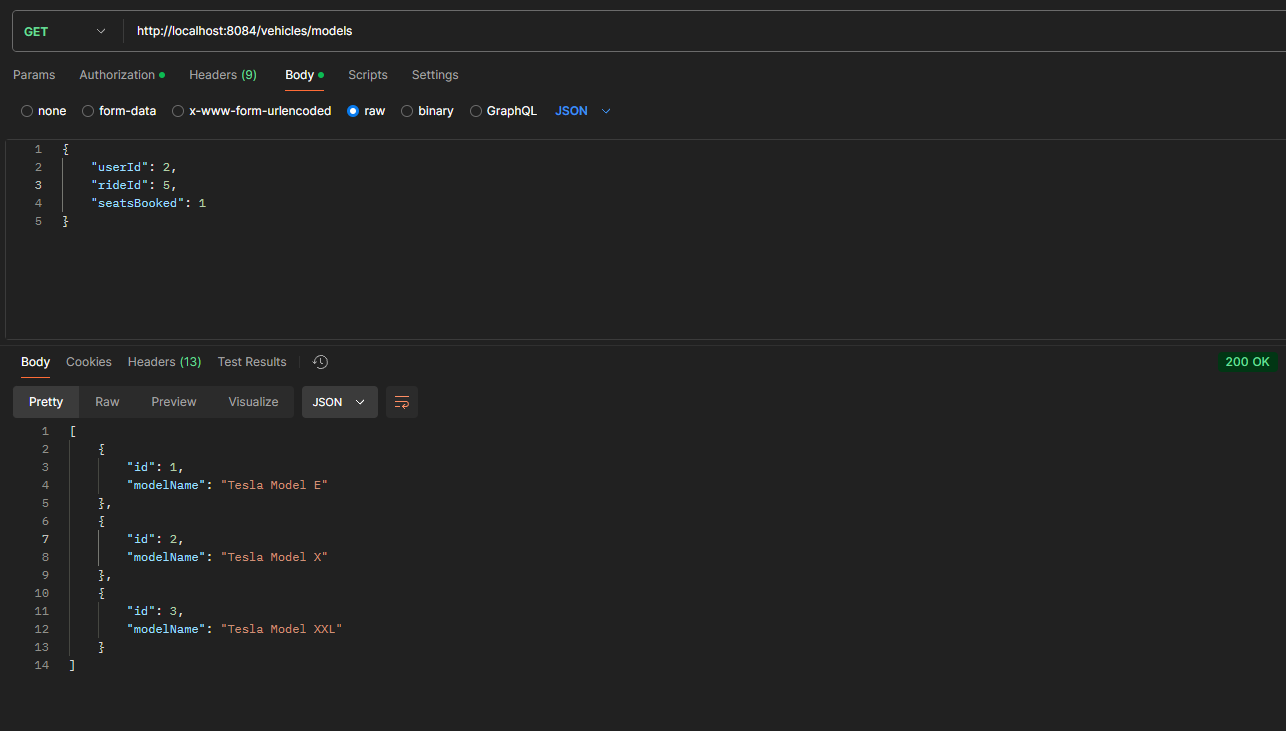 GET http://localhost:8084/vehicles/models
Params Authorization Headers (9) Body Scripts Settings
none form-data x-www-form-urlencoded raw binary GraphQL JSON
1 {
2 "userId": 2,
3 "rideId": 5,
4 "seatsBooked": 1
5 }
Body Cookies Headers (13) Test Results 200 OK
Pretty Raw Preview Visualize JSON
1 [
2 {
3 "id": 1,
4 "modelName": "Tesla Model E"
5 },
6 {
7 "id": 2,
8 "modelName": "Tesla Model X"
9 },
10 {
11 "id": 3,
12 "modelName": "Tesla Model XXL"
13 }
14 ]